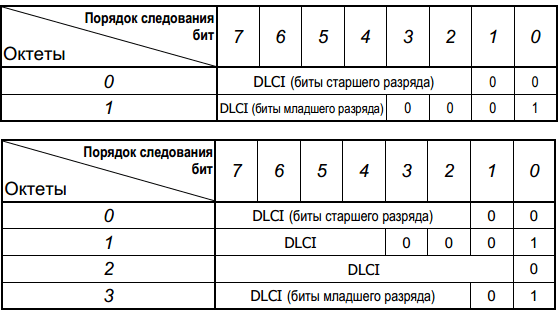 Порядок следования бит 7 6 5 4 3 2 1 0
Октеты
0 DLCI (биты старшего разряда) 0 0
1 DLCI (биты младшего разряда) 0 0 0 1
Порядок следования бит 7 6 5 4 3 2 1 0
Октеты
0 DLCI (биты старшего разряда) 0 0
1 DLCI 0 0 0 1
2 DLCI 0
3 DLCI (биты младшего разряда) 0 1